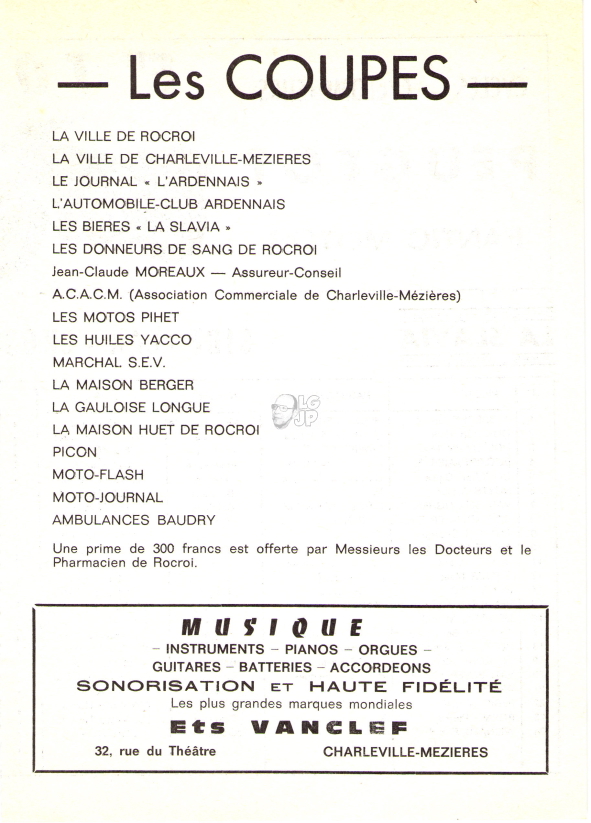 — Les COUPES —
LA VILLE DE ROCROI
LA VILLE DE CHARLEVILLE-MEZIERES
LE JOURNAL « L'ARDENNAIS »
L'AUTOMOBILE-CLUB ARDENNAIS
LES BIERES « LA SLAVIA »
LES DONNEURS DE SANG DE ROCROI
Jean-Claude MOREAUX — Assureur-Conseil
A.C.A.C.M. (Association Commerciale de Charleville-Mézières)
LES MOTOS PIHET
LES HUILES YACCO
MARCHAL S.E.V.
LA MAISON BERGER
LA GAULOISE LONGUE
LA MAISON HUET DE ROCROI
PICON
MOTO-FLASH
MOTO-JOURNAL
AMBULANCES BAUDRY
LG
JP
Une prime de 300 francs est offerte par Messieurs les Docteurs et le
Pharmacien de Rocroi.
MUSIQUE
– INSTRUMENTS – PIANOS – ORGUES –
GUITARES – BATTERIES – ACCORDEONS
SONORISATION ET HAUTE FIDÉLITÉ
Les plus grandes marques mondiales
Ets VANCLEF
32, rue du Théâtre CHARLEVILLE-MEZIERES